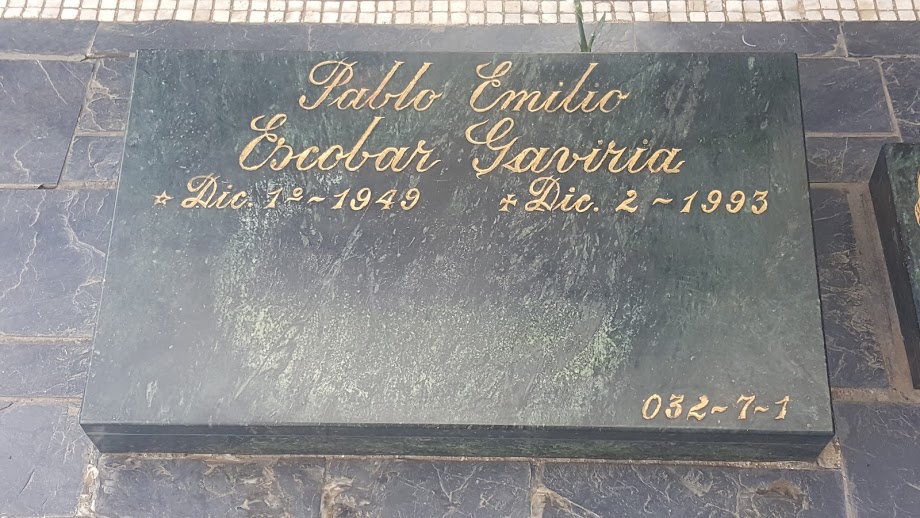 Pablo Emilio
Escobar Gaviria
☆ Dic. 1º ~ 1949 ✠ Dic. 2 ~ 1993
032~7~1